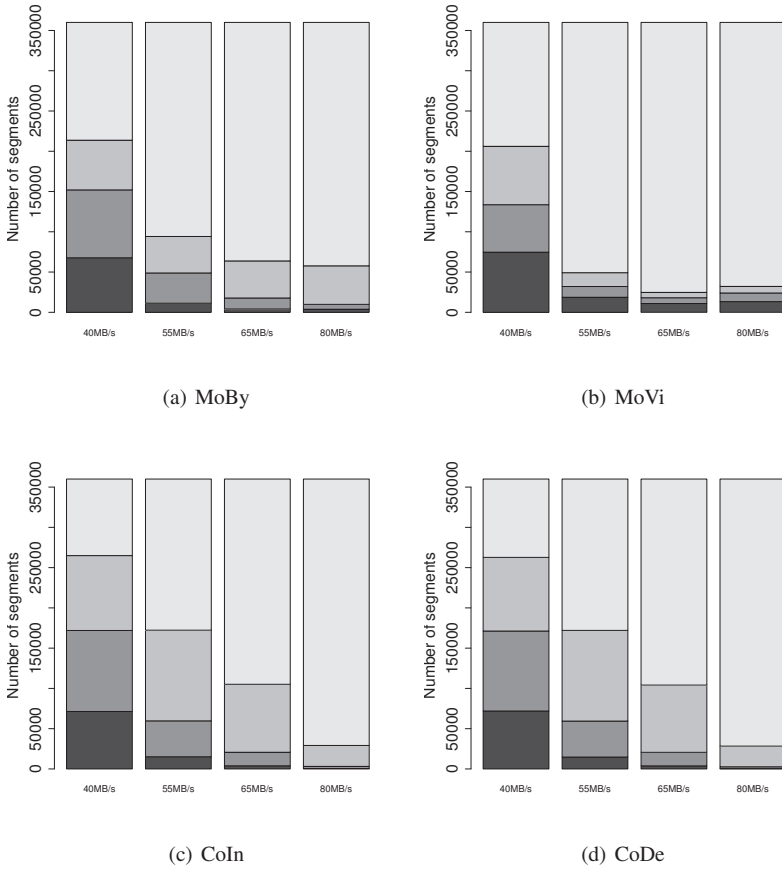 Number of segments
350000
250000
150000
50000
0
40MB/s 55MB/s 65MB/s 80MB/s
(a) MoBy
Number of segments
350000
250000
150000
50000
0
40MB/s 55MB/s 65MB/s 80MB/s
(b) MoVi
Number of segments
350000
250000
150000
50000
0
40MB/s 55MB/s 65MB/s 80MB/s
(c) CoIn
Number of segments
350000
250000
150000
50000
0
40MB/s 55MB/s 65MB/s 80MB/s
(d) CoDe